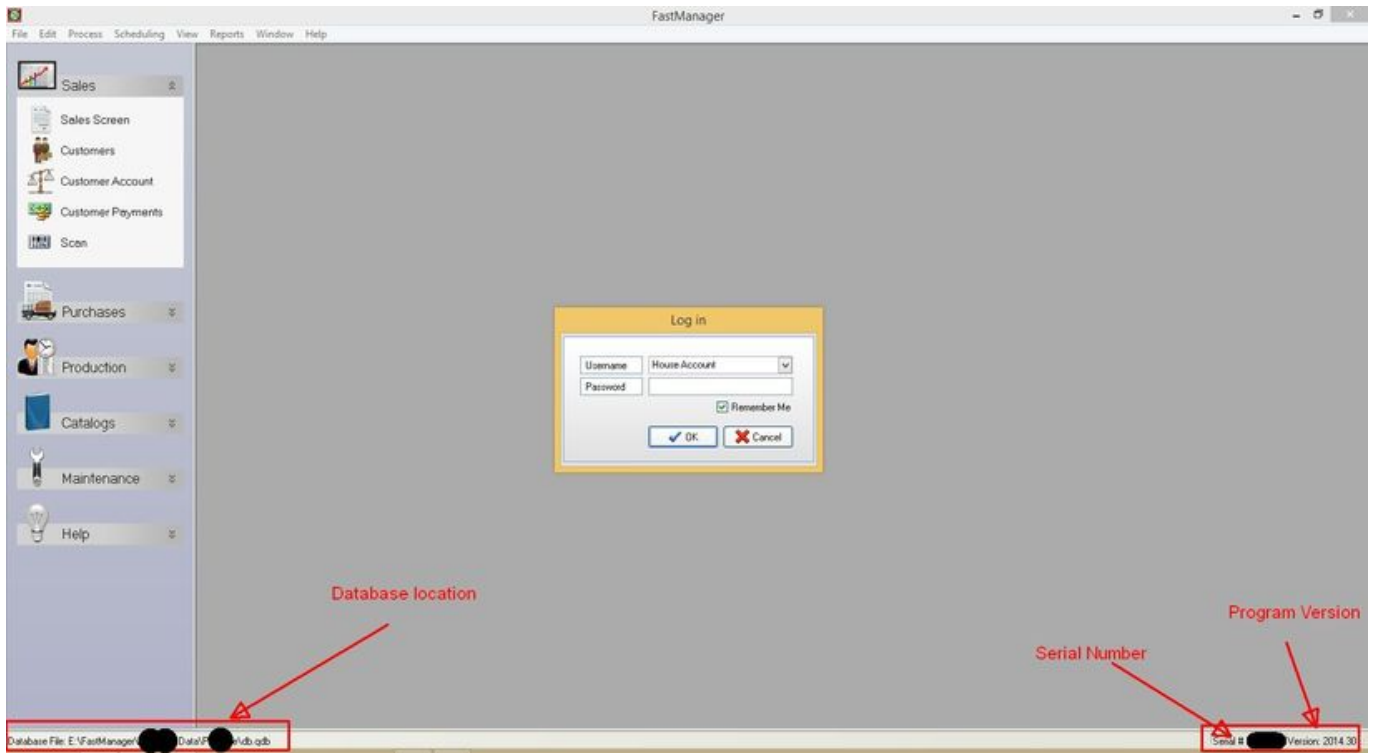 FastManager
File Edit Process Scheduling View Reports Window Help
Sales
Sales Screen
Customers
Customer Account
Customer Payments
Scan
Purchases
Production
Catalogs
Maintenance
Help
Log in
Username House Account
Password
Remember Me
OK Cancel
Database location
Program Version
Serial Number
Database File: E:\FastManager\ Data\P e\db.gdb
Serial # Version: 2014.30